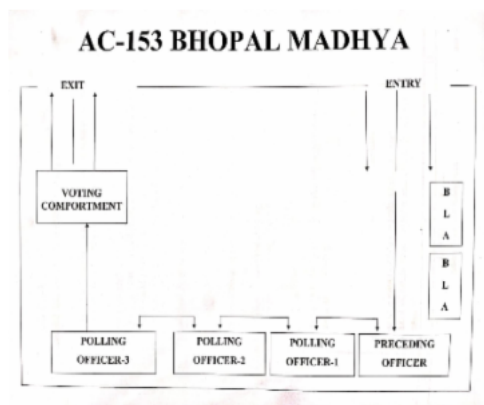 AC-153 BHOPAL MADHYA
EXIT
ENTRY
VOTING
COMPORTMENT
B
L
A
B
L
A
POLLING
OFFICER-3
POLLING
OFFICER-2
POLLING
OFFICER-1
PRECEDING
OFFICER